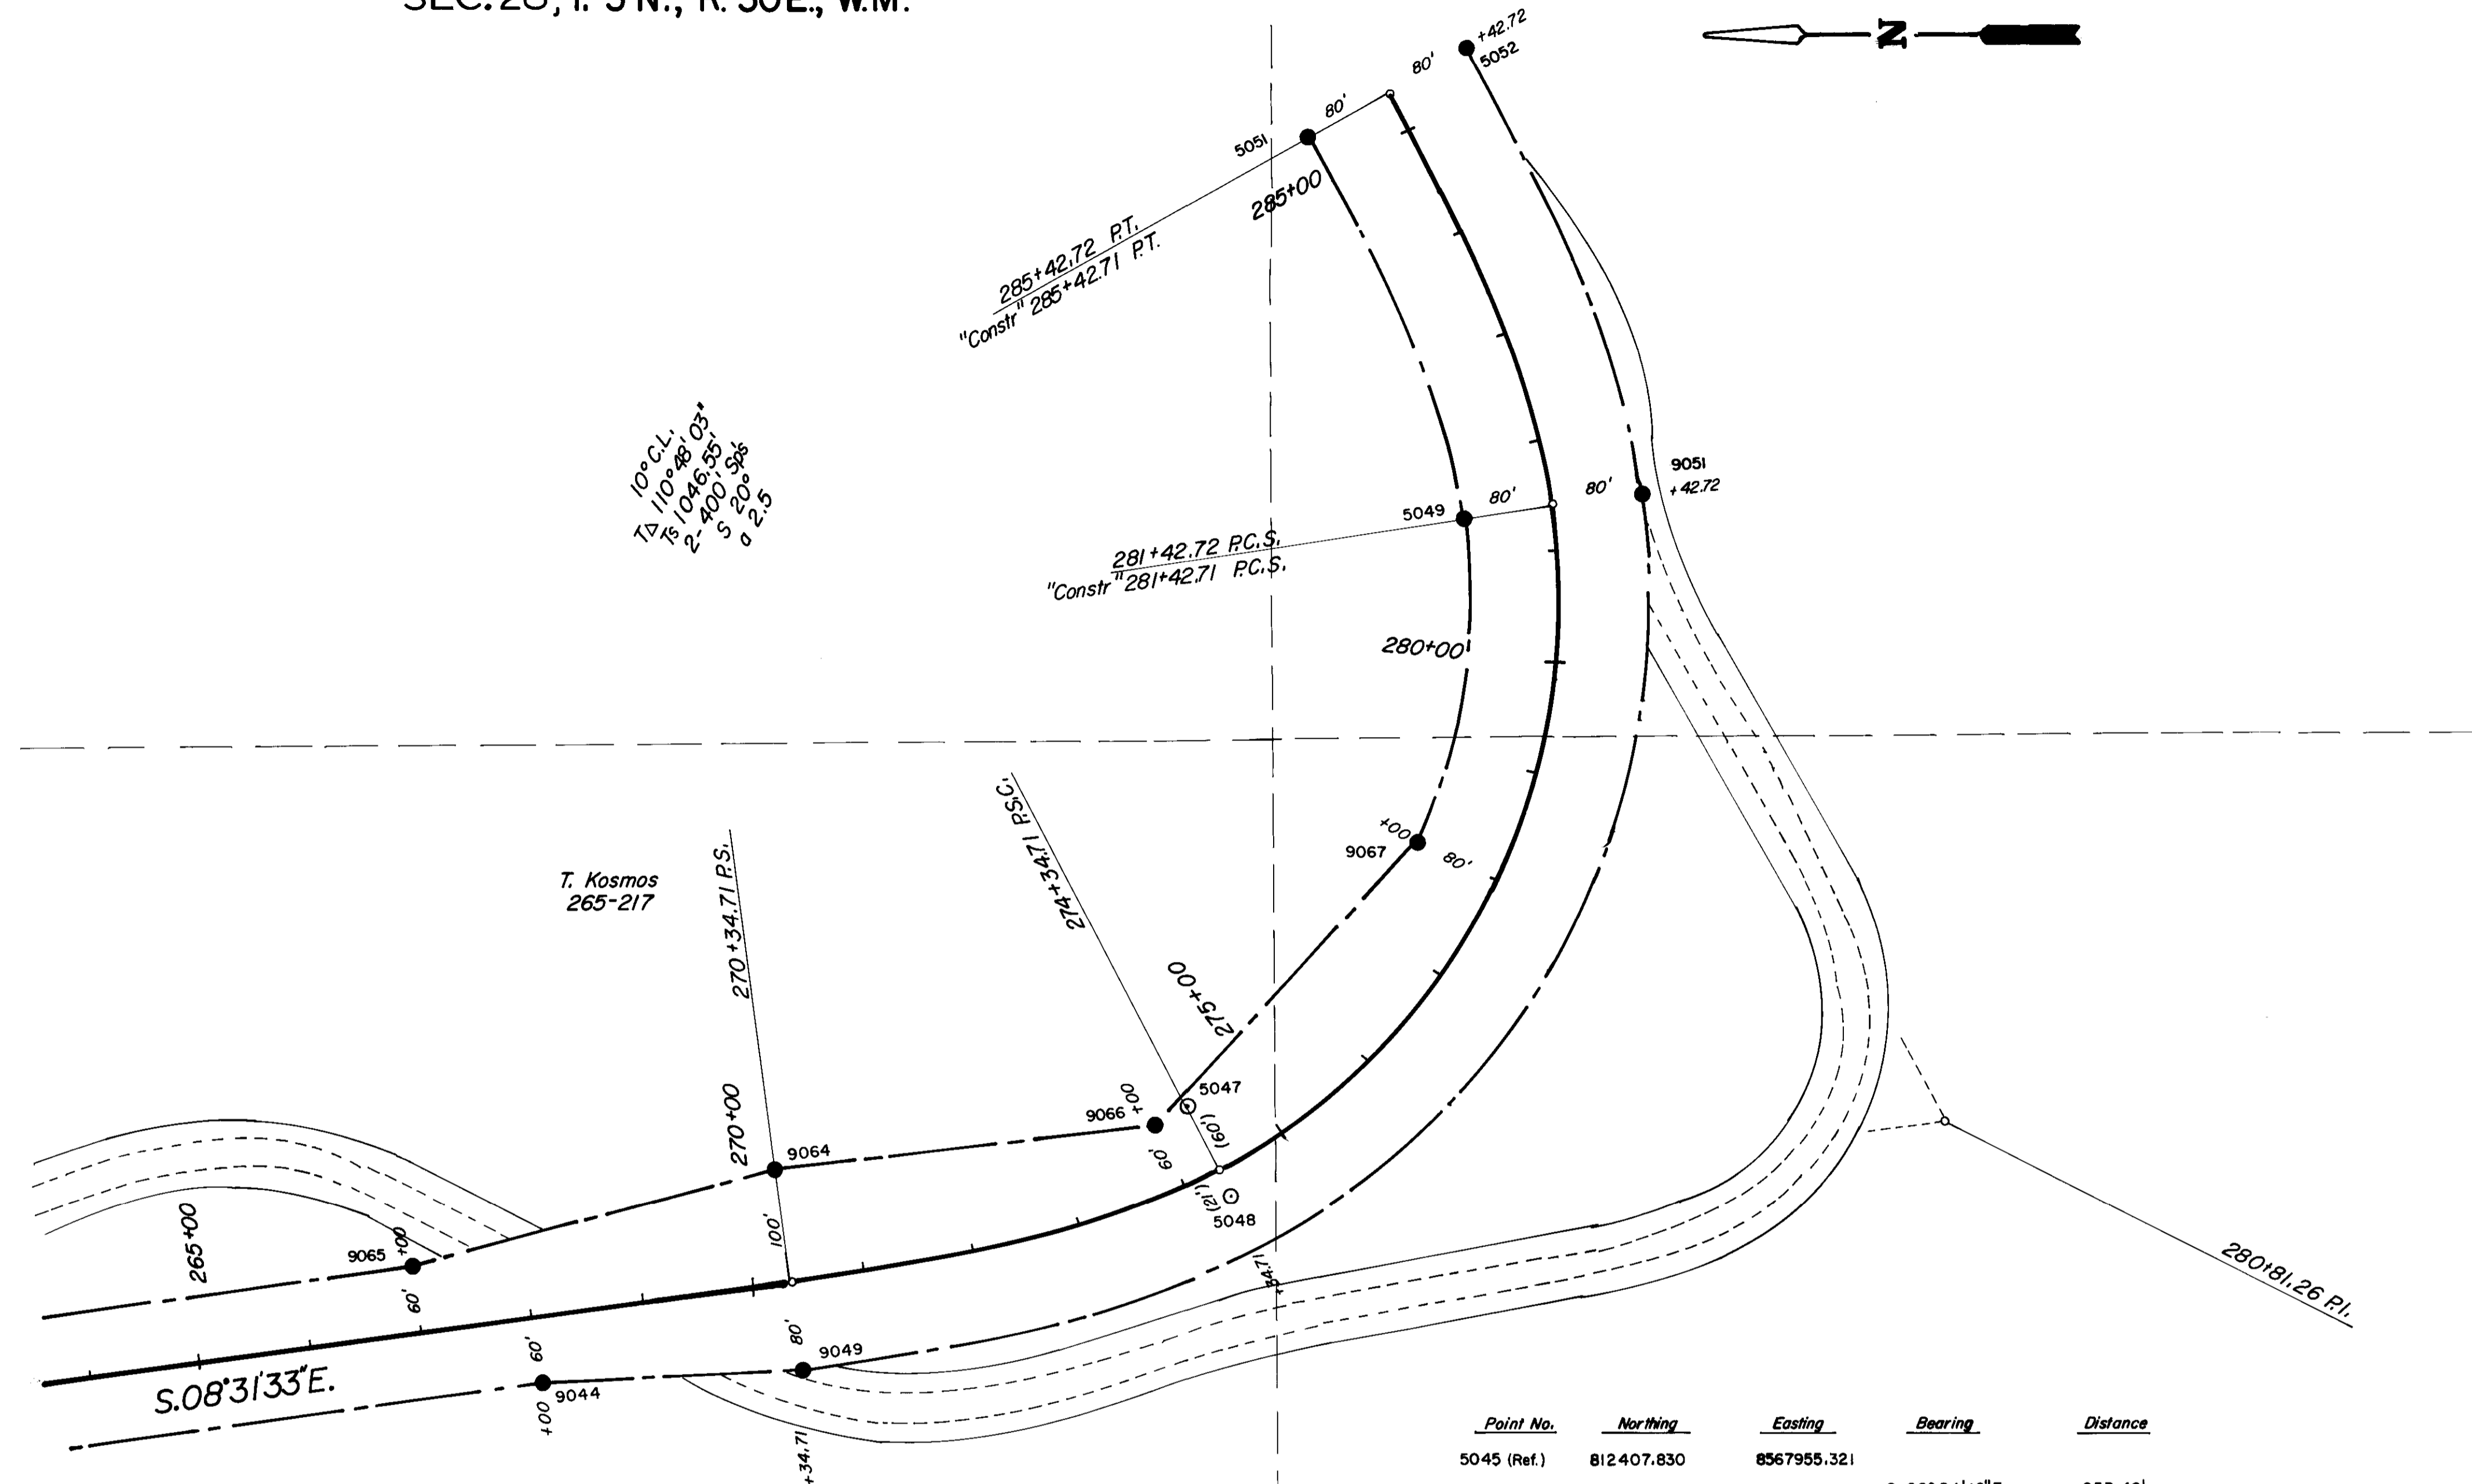 SEC. 28, T. 3 N., R. 30 E., W.M.
N
+42.72
5052
80'
80'
5051
285+00
285+42.72 P.T.
"Constr" 285+42.71 P.T.
10° C.L.
T∆ 110° 48' 03"
Ts 1046.55'
2- 400' Sps
S 20°
a 2.5
9051
+42.72
80'
80'
5049
281+42.72 P.C.S.
"Constr" 281+42.71 P.C.S.
280+00
+00
9067
80'
274+34.71 P.S.C.
270+34.71 P.S.
T. Kosmos
265-217
275+00
5047
(60')
9066
+00
60'
270+00
9064
(21')
5048
100'
265+00
9065
+00
60'
60'
80'
9049
+34.71
280+81.26 P.I.
S. 08°31'33" E.
9044
+00
+34.71
Point No. Northing Easting Bearing Distance
5045 (Ref.) 812407.830 8567955.321